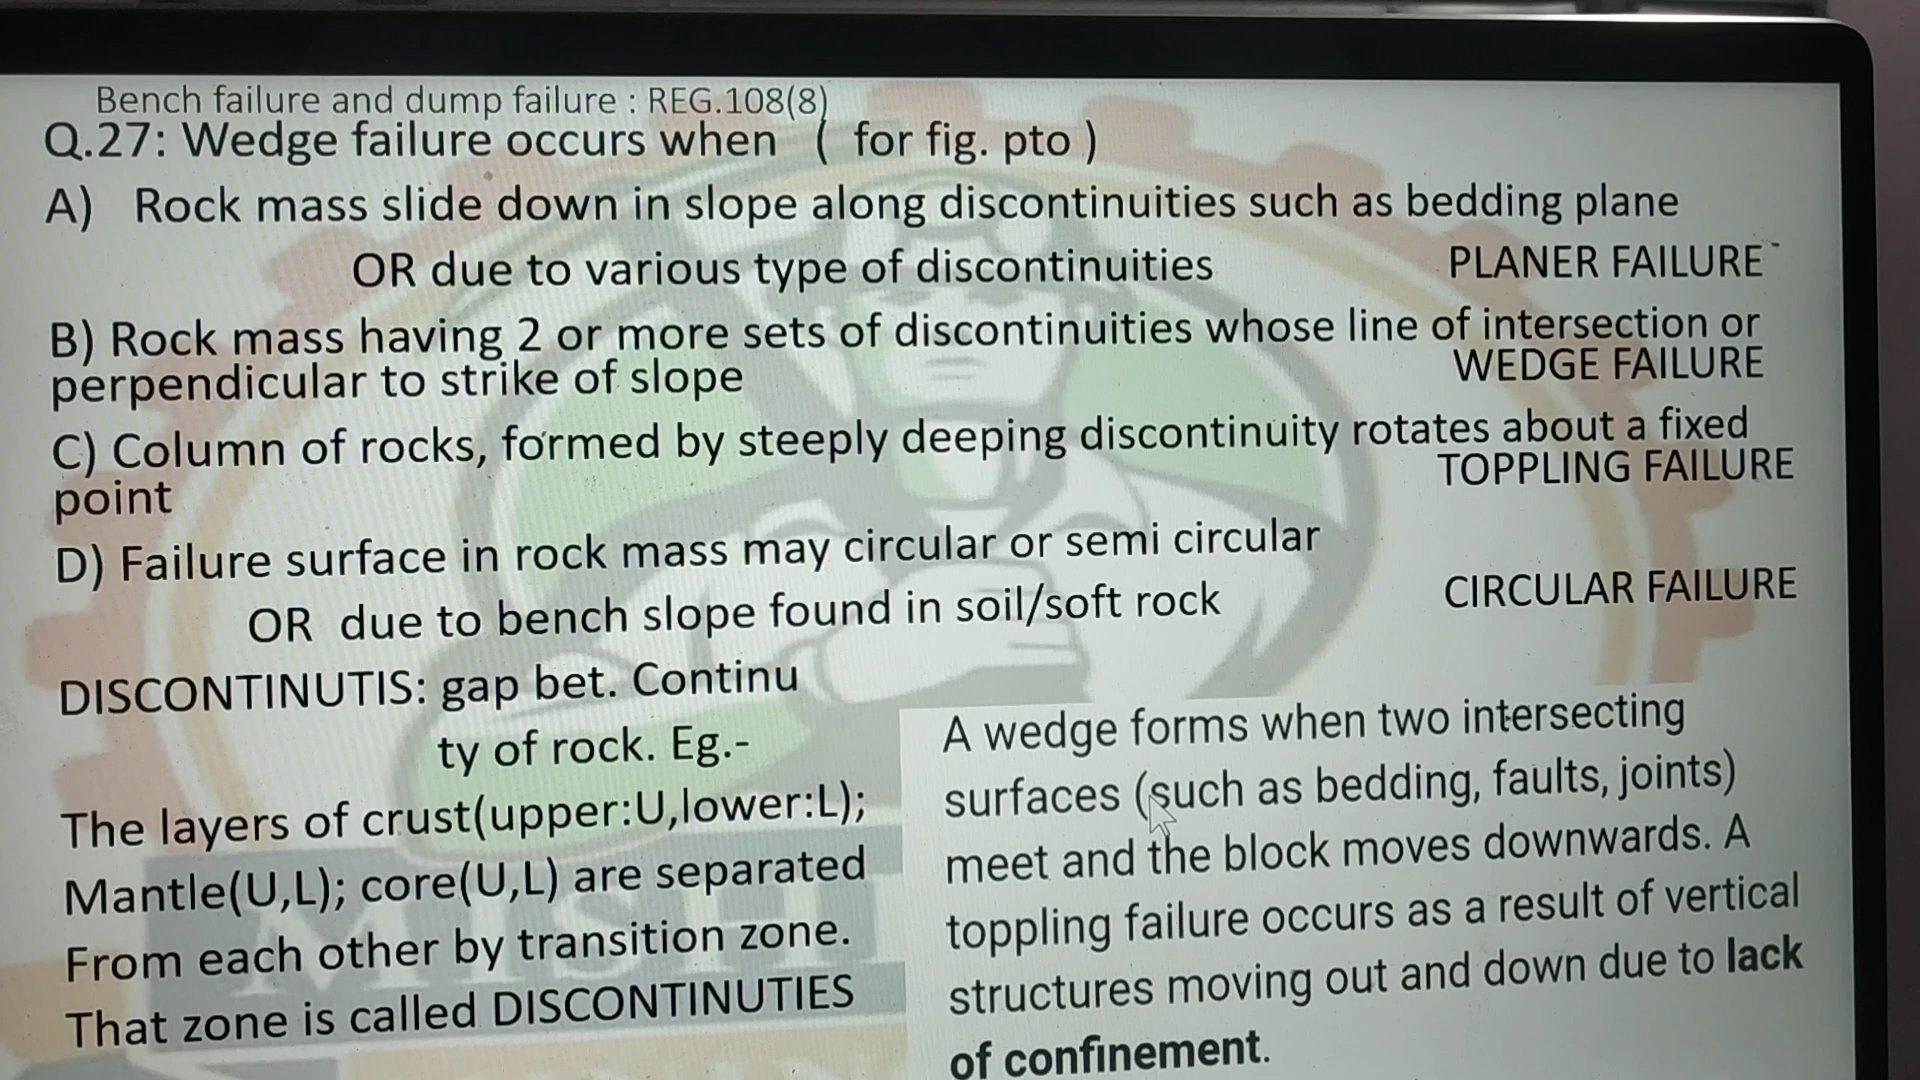 Bench failure and dump failure : REG.108(8)
Q.27: Wedge failure occurs when ( for fig. pto )
A) Rock mass slide down in slope along discontinuities such as bedding plane
OR due to various type of discontinuities PLANER FAILURE
B) Rock mass having 2 or more sets of discontinuities whose line of intersection or
perpendicular to strike of slope WEDGE FAILURE
C) Column of rocks, formed by steeply deeping discontinuity rotates about a fixed
point TOPPLING FAILURE
D) Failure surface in rock mass may circular or semi circular
OR due to bench slope found in soil/soft rock CIRCULAR FAILURE
DISCONTINUTIS: gap bet. Continu
ty of rock. Eg.-
The layers of crust(upper:U,lower:L);
Mantle(U,L); core(U,L) are separated
From each other by transition zone.
That zone is called DISCONTINUTIES
A wedge forms when two intersecting
surfaces (such as bedding, faults, joints)
meet and the block moves downwards. A
toppling failure occurs as a result of vertical
structures moving out and down due to lack
of confinement.